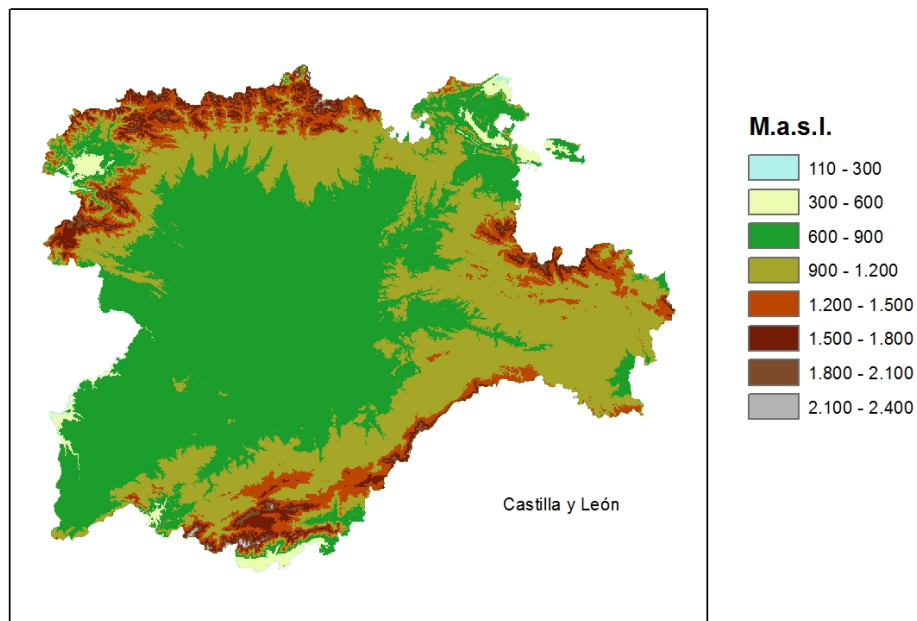 M.a.s.l.
110 - 300
300 - 600
600 - 900
900 - 1.200
1.200 - 1.500
1.500 - 1.800
1.800 - 2.100
2.100 - 2.400
Castilla y León